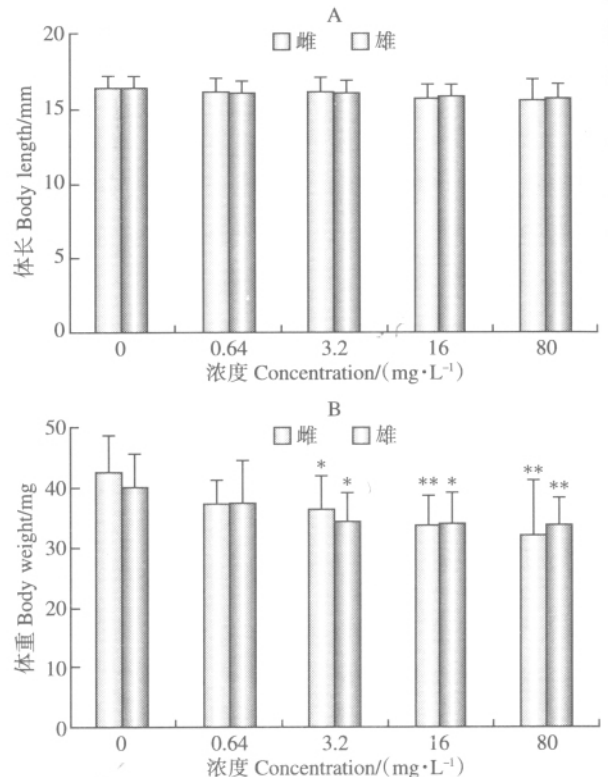 A
雌 雄
20
15
10
5
0
体长 Body length/mm
0 0.64 3.2 16 80
浓度 Concentration/(mg·L⁻¹)
B
雌 雄
50
40
30
20
10
0
体重 Body weight/mg
* * ** * ** **
0 0.64 3.2 16 80
浓度 Concentration/(mg·L⁻¹)